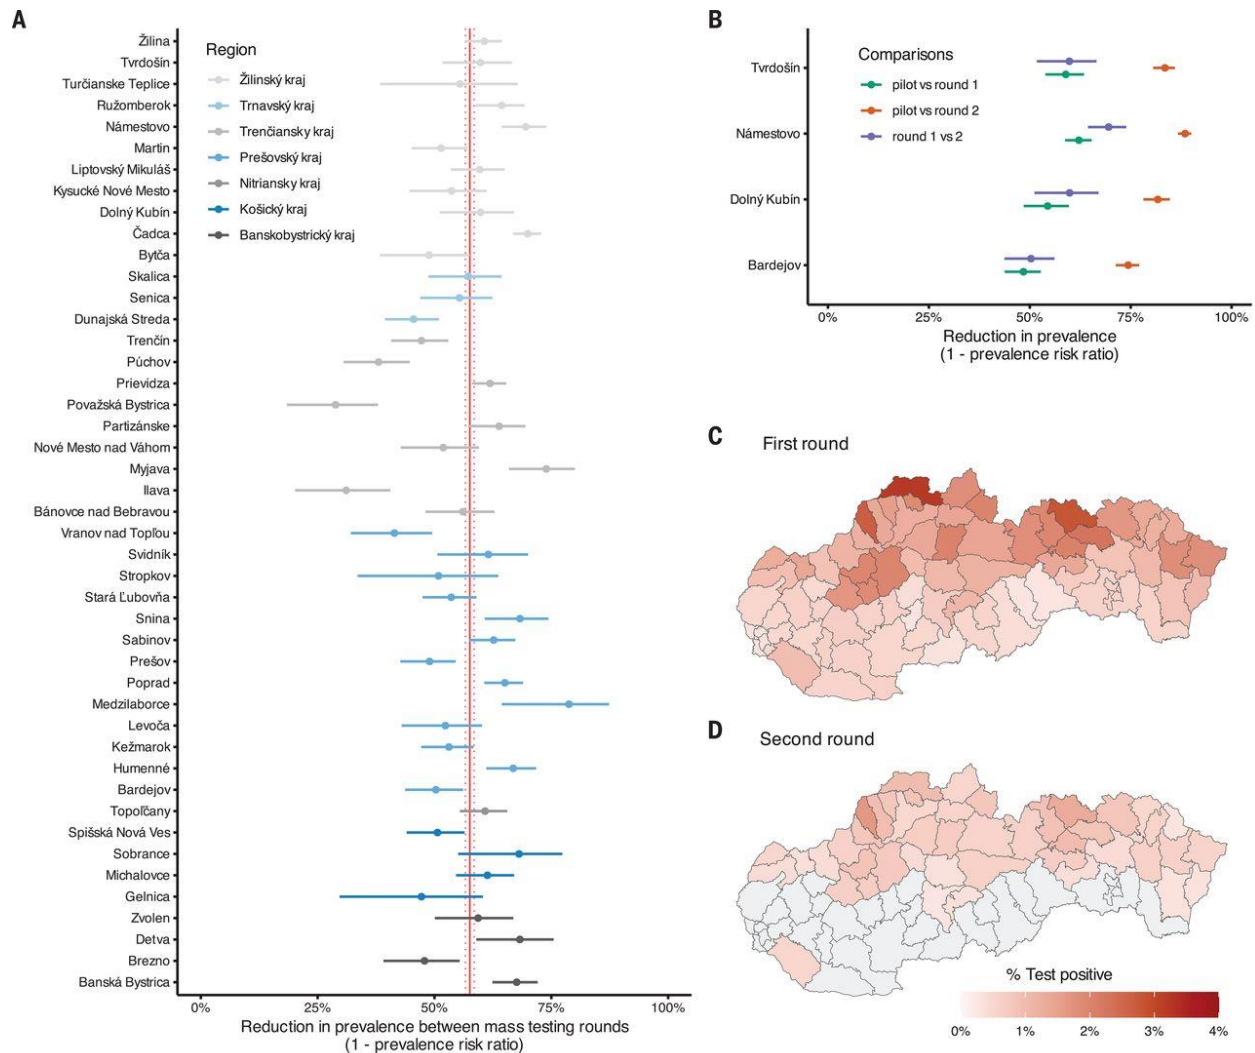 A
Žilina
Tvrdošín
Turčianske Teplice
Ružomberok
Námestovo
Martin
Liptovský Mikuláš
Kysucké Nové Mesto
Dolný Kubín
Čadca
Bytča
Skalica
Senica
Dunajská Streda
Trenčín
Púchov
Prievidza
Považská Bystrica
Partizánske
Nové Mesto nad Váhom
Myjava
Ilava
Bánovce nad Bebravou
Vranov nad Topľou
Svidník
Stropkov
Stará Ľubovňa
Snina
Sabinov
Prešov
Poprad
Medzilaborce
Levoča
Kežmarok
Humenné
Bardejov
Topoľčany
Spišská Nová Ves
Sobrance
Michalovce
Gelnica
Zvolen
Detva
Brezno
Banská Bystrica
Region
Žilinský kraj
Trnavský kraj
Trenčiansky kraj
Prešovský kraj
Nitriansky kraj
Košický kraj
Banskobystrický kraj
0% 25% 50% 75% 100%
Reduction in prevalence between mass testing rounds
(1 - prevalence risk ratio)
B
Tvrdošín
Námestovo
Dolný Kubín
Bardejov
Comparisons
pilot vs round 1
pilot vs round 2
round 1 vs 2
0% 25% 50% 75% 100%
Reduction in prevalence
(1 - prevalence risk ratio)
C
First round
D
Second round
% Test positive
0% 1% 2% 3% 4%